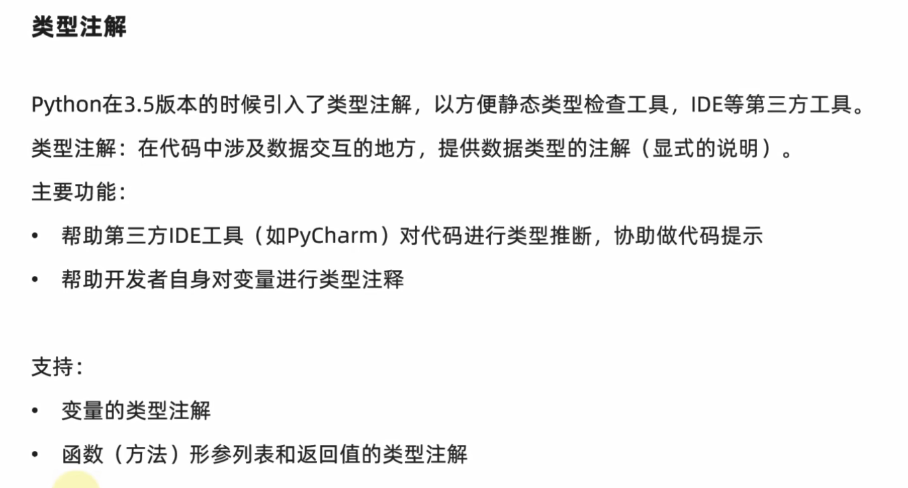 类型注解
Python在3.5版本的时候引入了类型注解，以方便静态类型检查工具，IDE等第三方工具。
类型注解：在代码中涉及数据交互的地方，提供数据类型的注解（显式的说明）。
主要功能：
• 帮助第三方IDE工具（如PyCharm）对代码进行类型推断，协助做代码提示
• 帮助开发者自身对变量进行类型注释
支持：
• 变量的类型注解
• 函数（方法）形参列表和返回值的类型注解